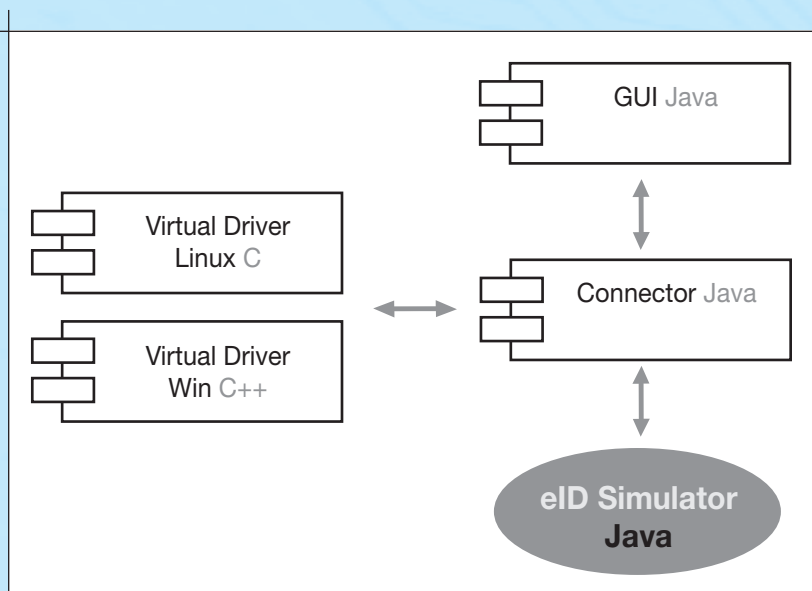 GUI Java
Virtual Driver
Linux C
Connector Java
Virtual Driver
Win C++
eID Simulator
Java